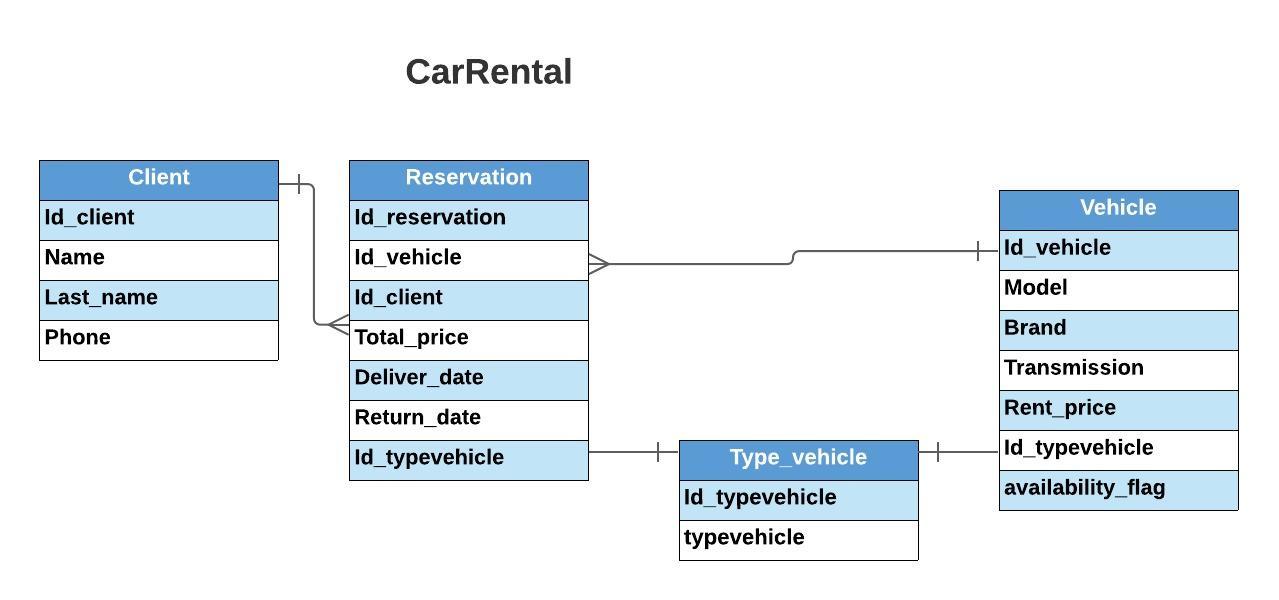 CarRental
Client
Id_client
Name
Last_name
Phone
Reservation
Id_reservation
Id_vehicle
Id_client
Total_price
Deliver_date
Return_date
Id_typevehicle
Type_vehicle
Id_typevehicle
typevehicle
Vehicle
Id_vehicle
Model
Brand
Transmission
Rent_price
Id_typevehicle
availability_flag